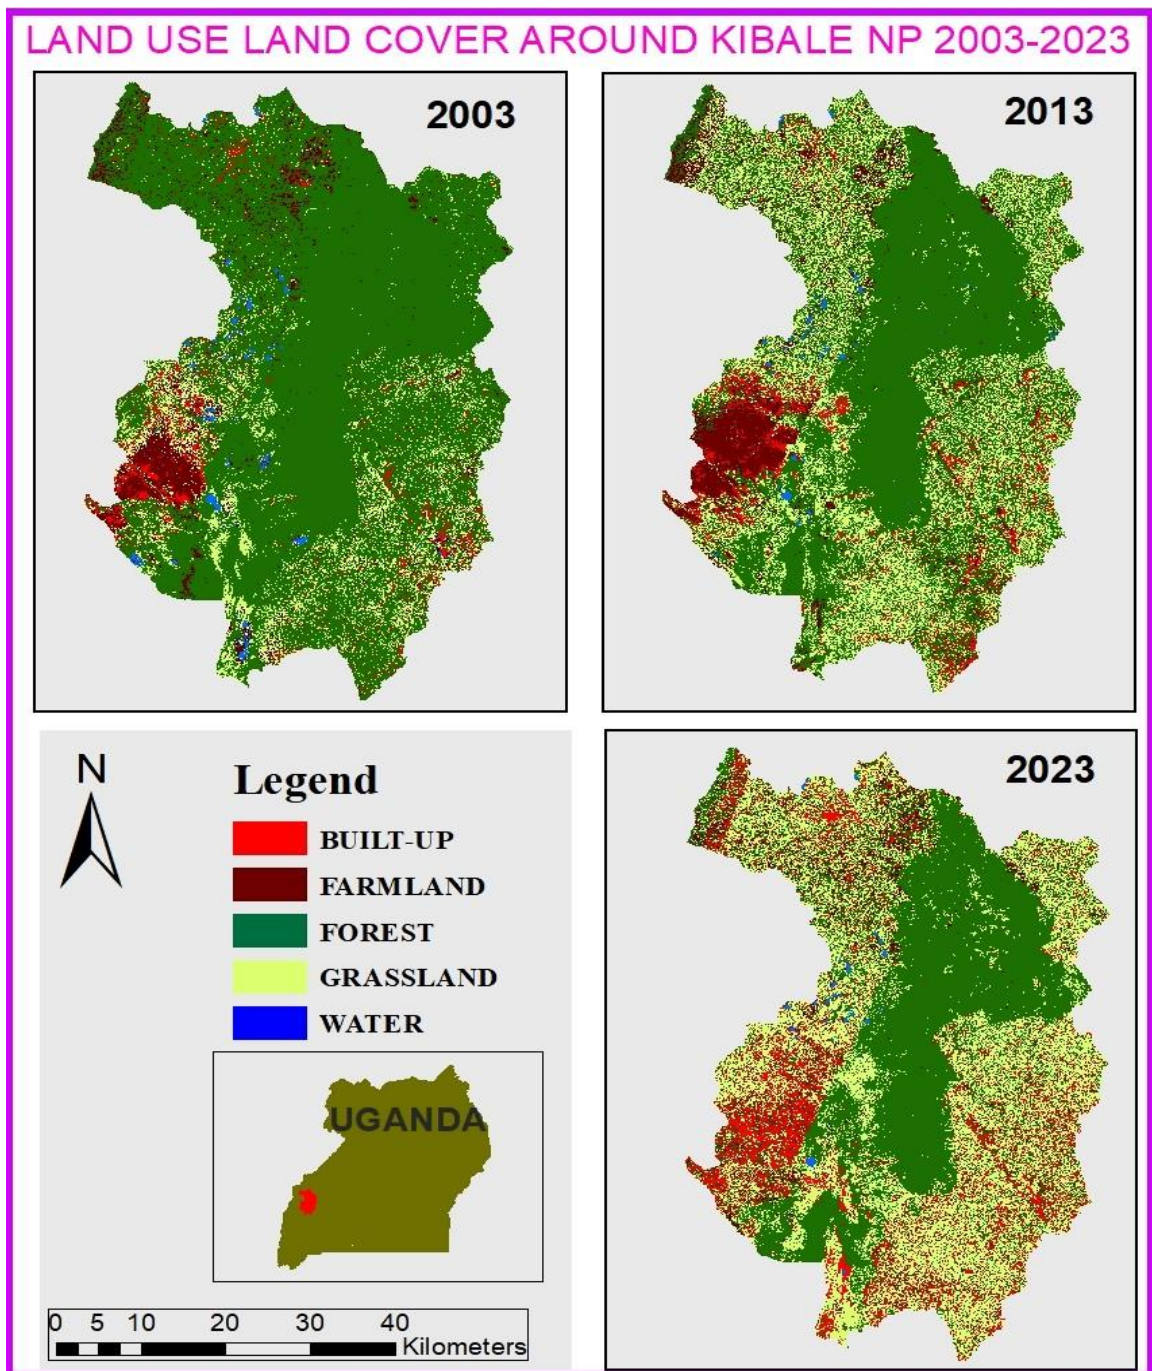 LAND USE LAND COVER AROUND KIBALE NP 2003-2023
2003
2013
2023
N
Legend
BUILT-UP
FARMLAND
FOREST
GRASSLAND
WATER
UGANDA
0 5 10 20 30 40
Kilometers